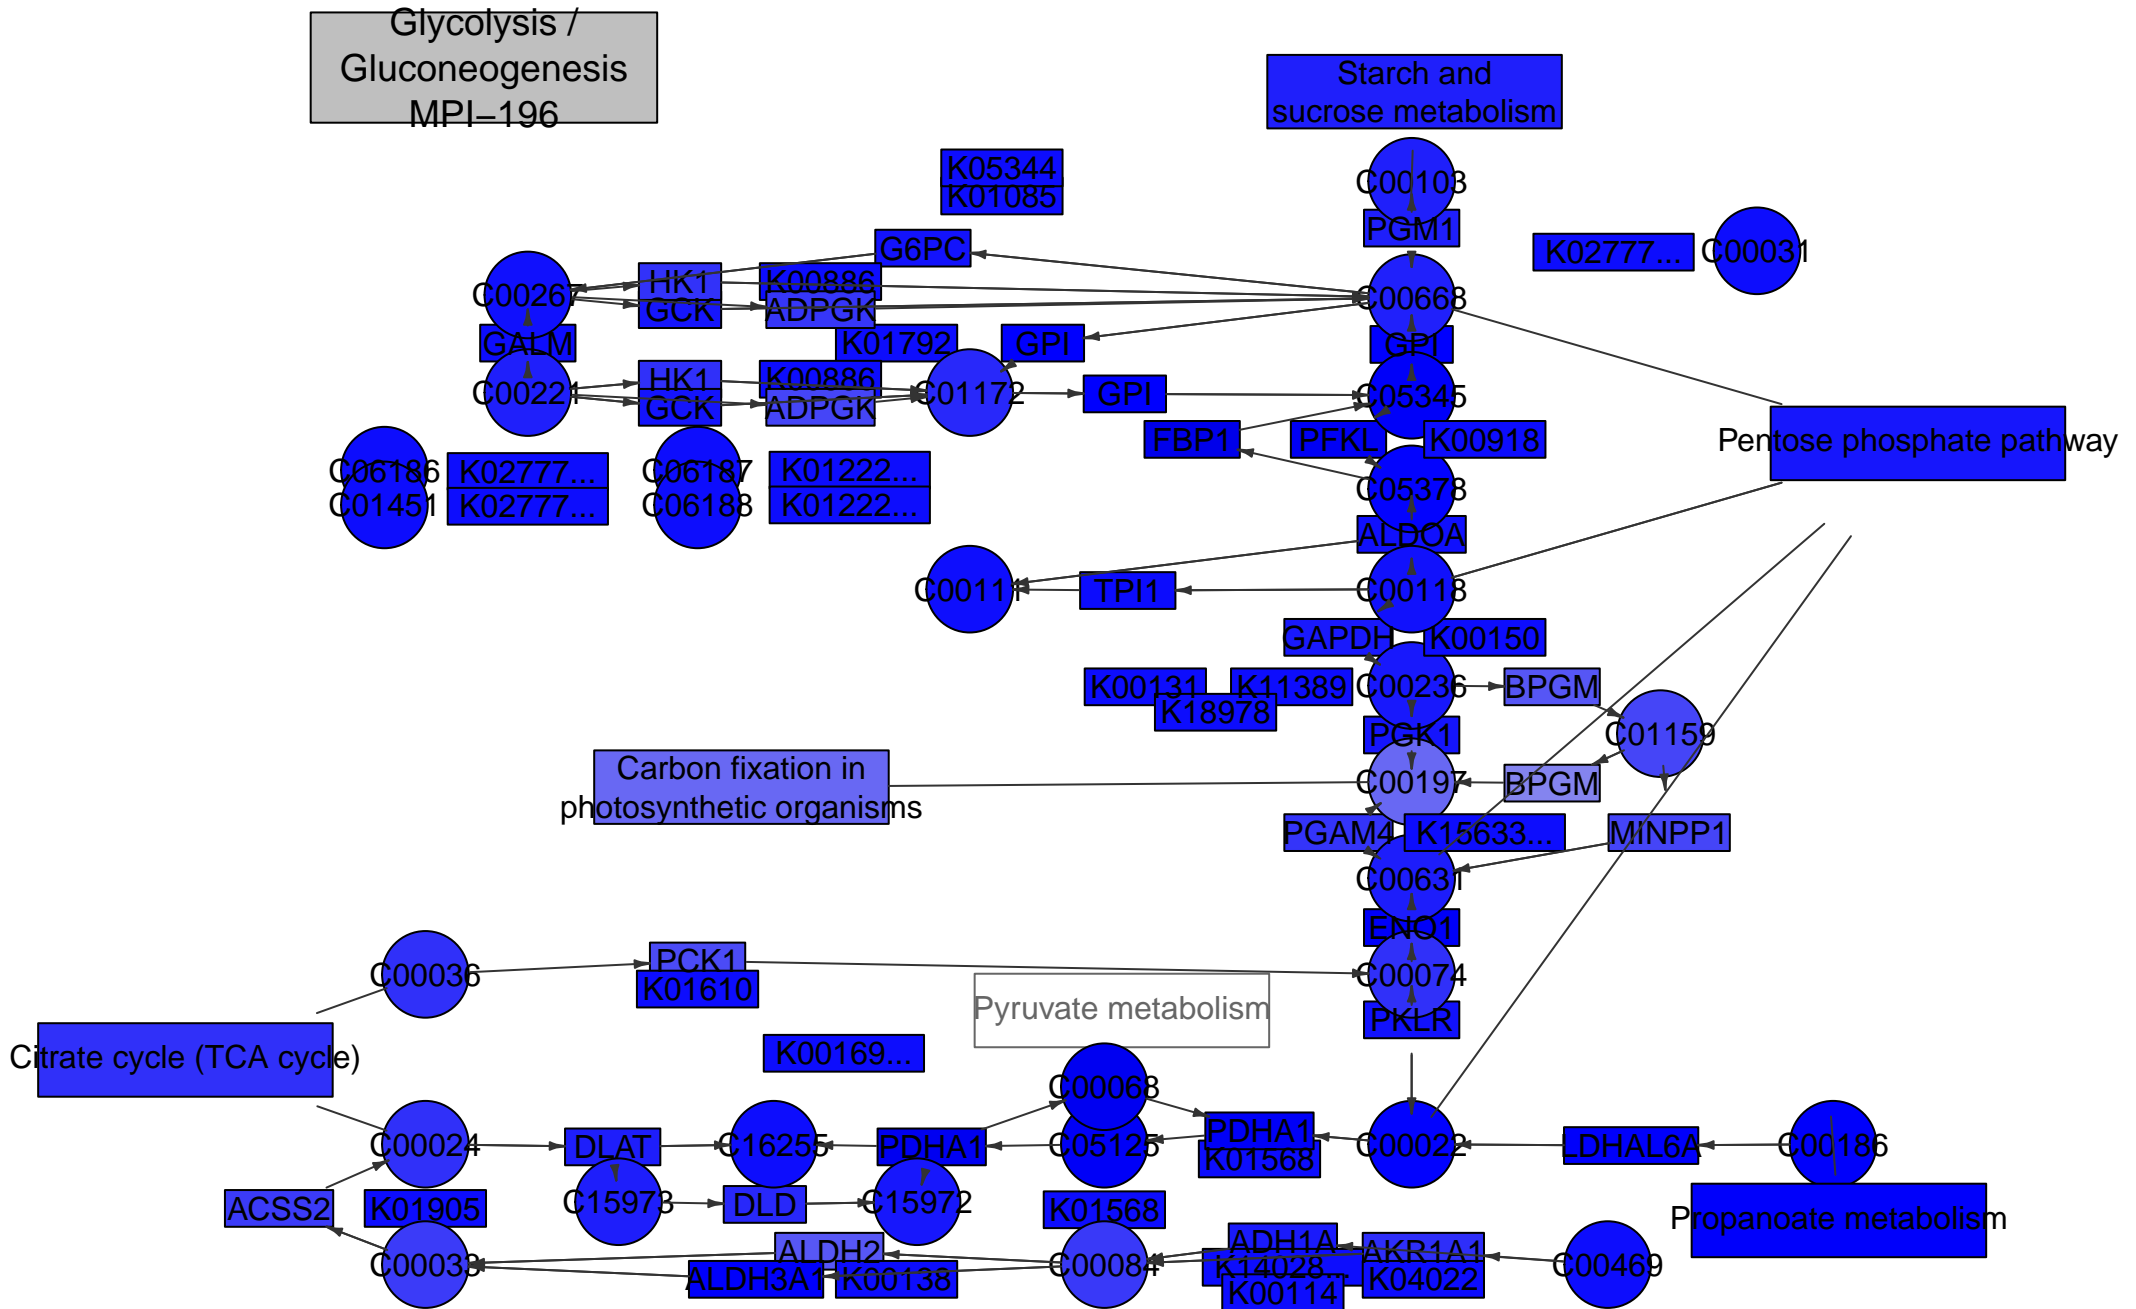 Glycolysis /
Gluconeogenesis
MPI−196
Starch and
sucrose metabolism
K05344
K01085
C00103
PGM1
G6PC
K02777...
C00031
C00267
HK1
K00886
GCK
ADPGK
C00668
GALM
K01792
GPI
GPI
C00221
HK1
K00886
GCK
ADPGK
C01172
GPI
C05345
FBP1
PFKL
K00918
Pentose phosphate pathway
C06186
K02777...
C06187
K01222...
C05378
C01451
K02777...
C06188
K01222...
ALDOA
C00111
TPI1
C00118
GAPDH
K00150
K00131
K11389
C00236
BPGM
K18978
PGK1
C01159
Carbon fixation in
photosynthetic organisms
C00197
BPGM
PGAM4
K15633...
MINPP1
C00631
ENO1
C00036
PCK1
K01610
C00074
Pyruvate metabolism
PKLR
Citrate cycle (TCA cycle)
K00169...
C00068
C00024
DLAT
C16255
PDHA1
C05125
PDHA1
K01568
C00022
LDHAL6A
C00186
ACSS2
K01905
C15973
DLD
C15972
K01568
Propanoate metabolism
C00033
ALDH2
ALDH3A1
K00138
C00084
ADH1A
K14028...
K00114
AKR1A1
K04022
C00469